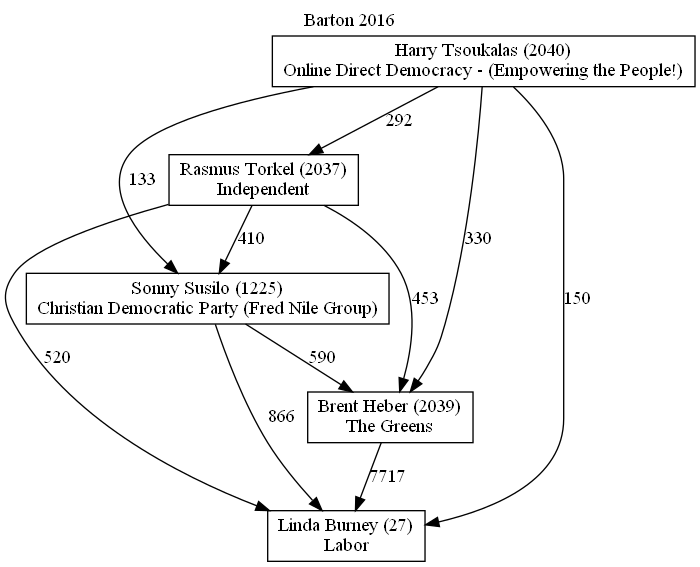 Barton 2016
Harry Tsoukalas (2040)
Online Direct Democracy - (Empowering the People!)
292
Rasmus Torkel (2037)
Independent
133
410
330
Sonny Susilo (1225)
Christian Democratic Party (Fred Nile Group)
453
150
520
590
Brent Heber (2039)
The Greens
866
7717
Linda Burney (27)
Labor